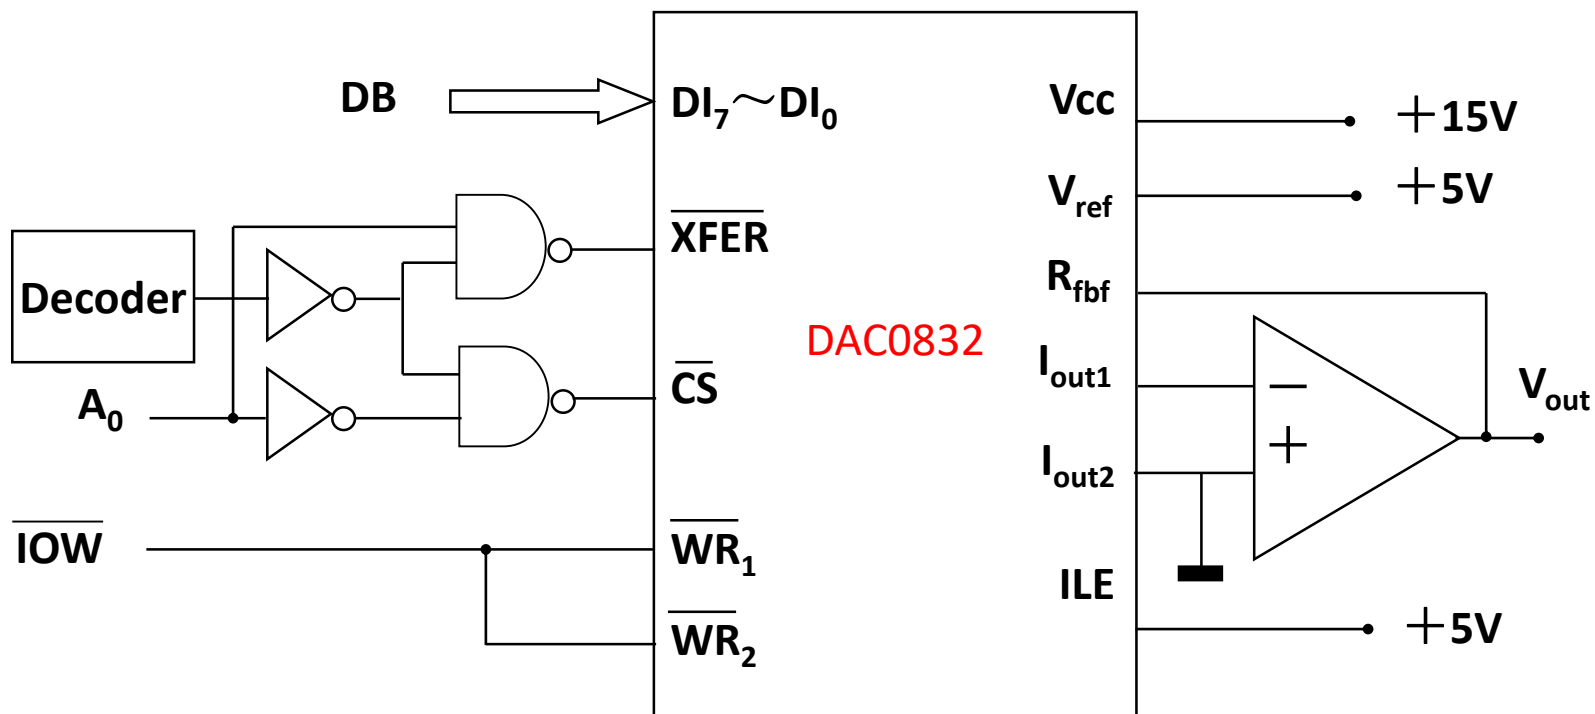 DB
DI7～DI0
Vcc
＋15V
Vref
＋5V
XFER
Decoder
Rfbf
DAC0832
A0
CS
Iout1
－
Vout
＋
Iout2
IOW
WR1
ILE
WR2
＋5V